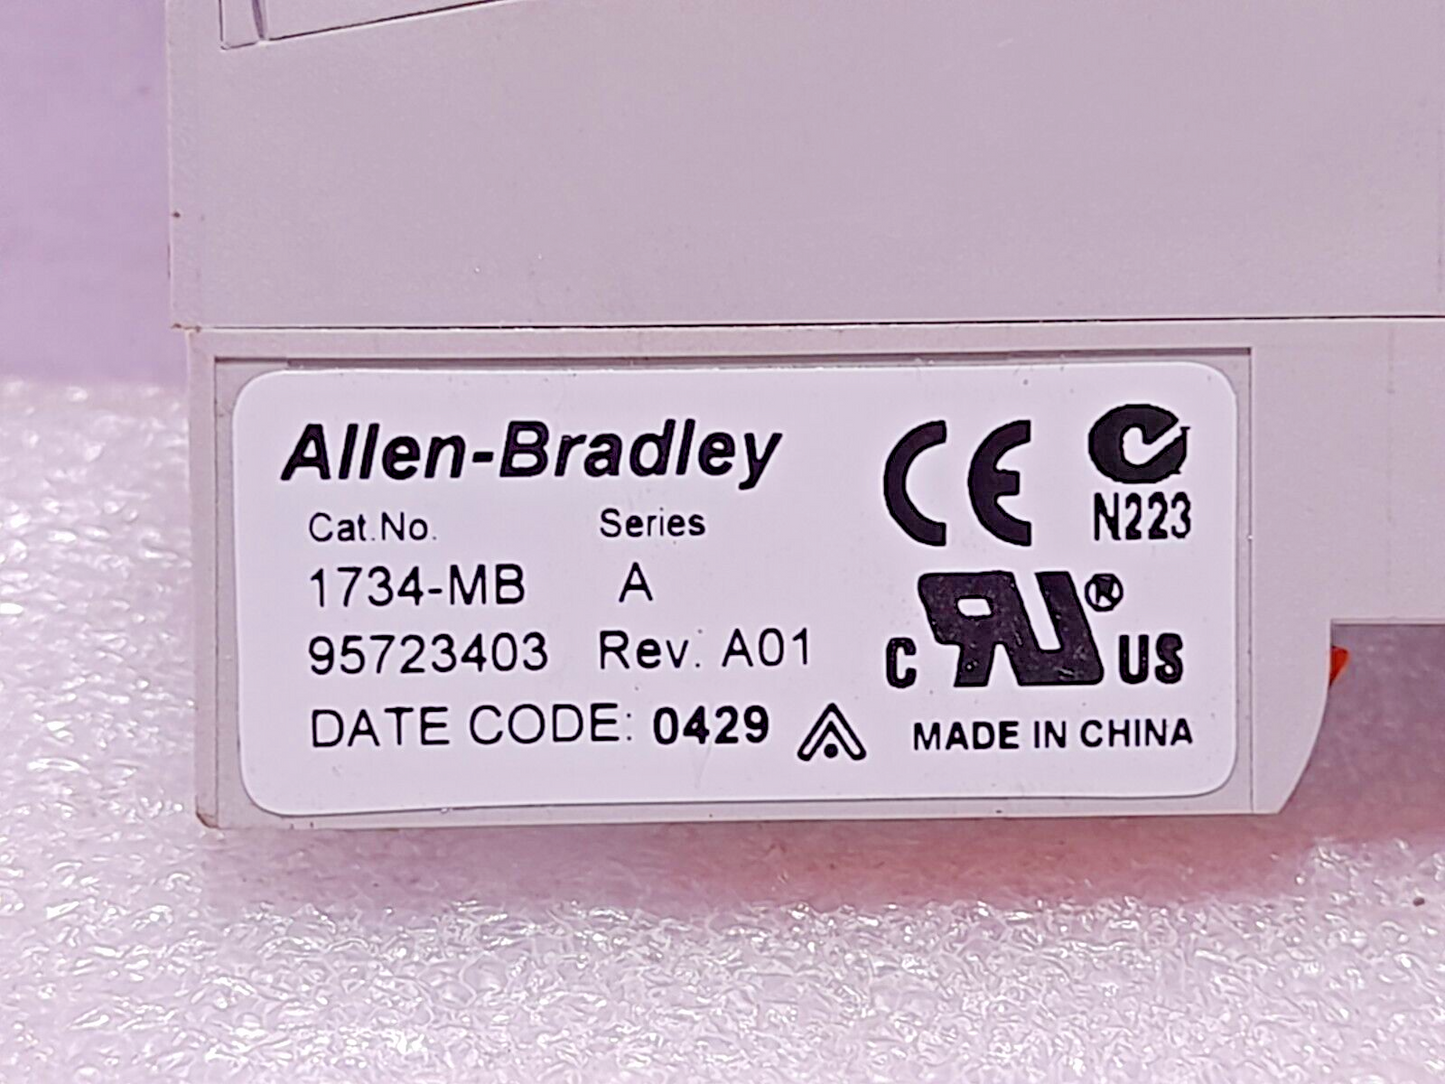 Allen-Bradley
CE
N223
Cat.No. Series
1734-MB A
95723403 Rev. A01
C RU® US
DATE CODE: 0429 MADE IN CHINA